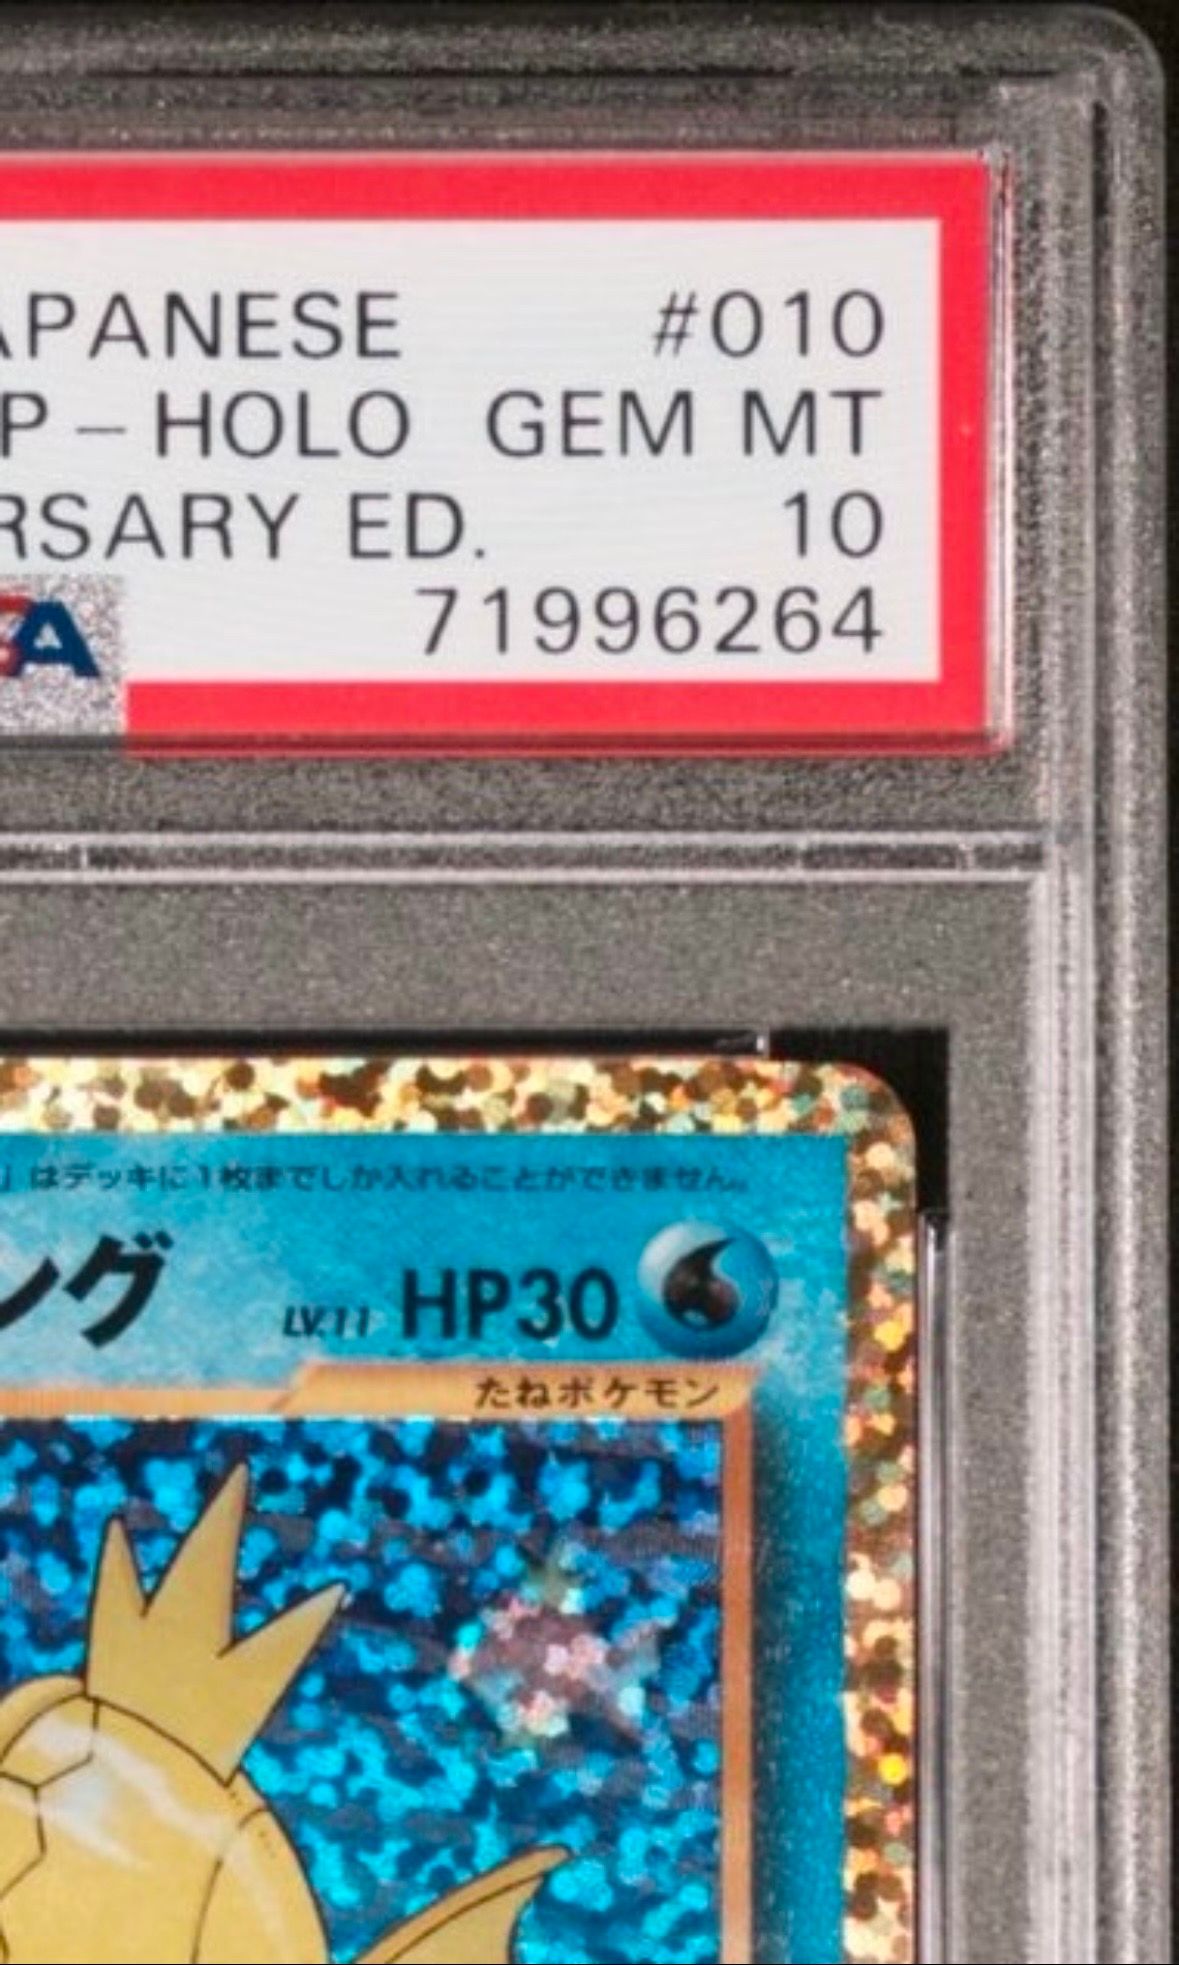 APANESE #010
P-HOLO GEM MT
RSARY ED. 10
SA 71996264
」はデッキに1枚までしか入れることができません。
ング LV.11 HP30
たねポケモン